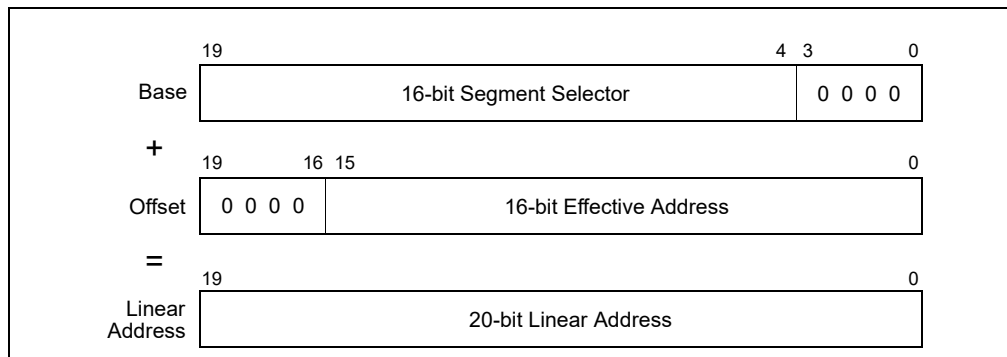 19 4 3 0
Base 16-bit Segment Selector 0 0 0 0
+
19 16 15 0
Offset 0 0 0 0 16-bit Effective Address
=
19 0
Linear
Address
20-bit Linear Address